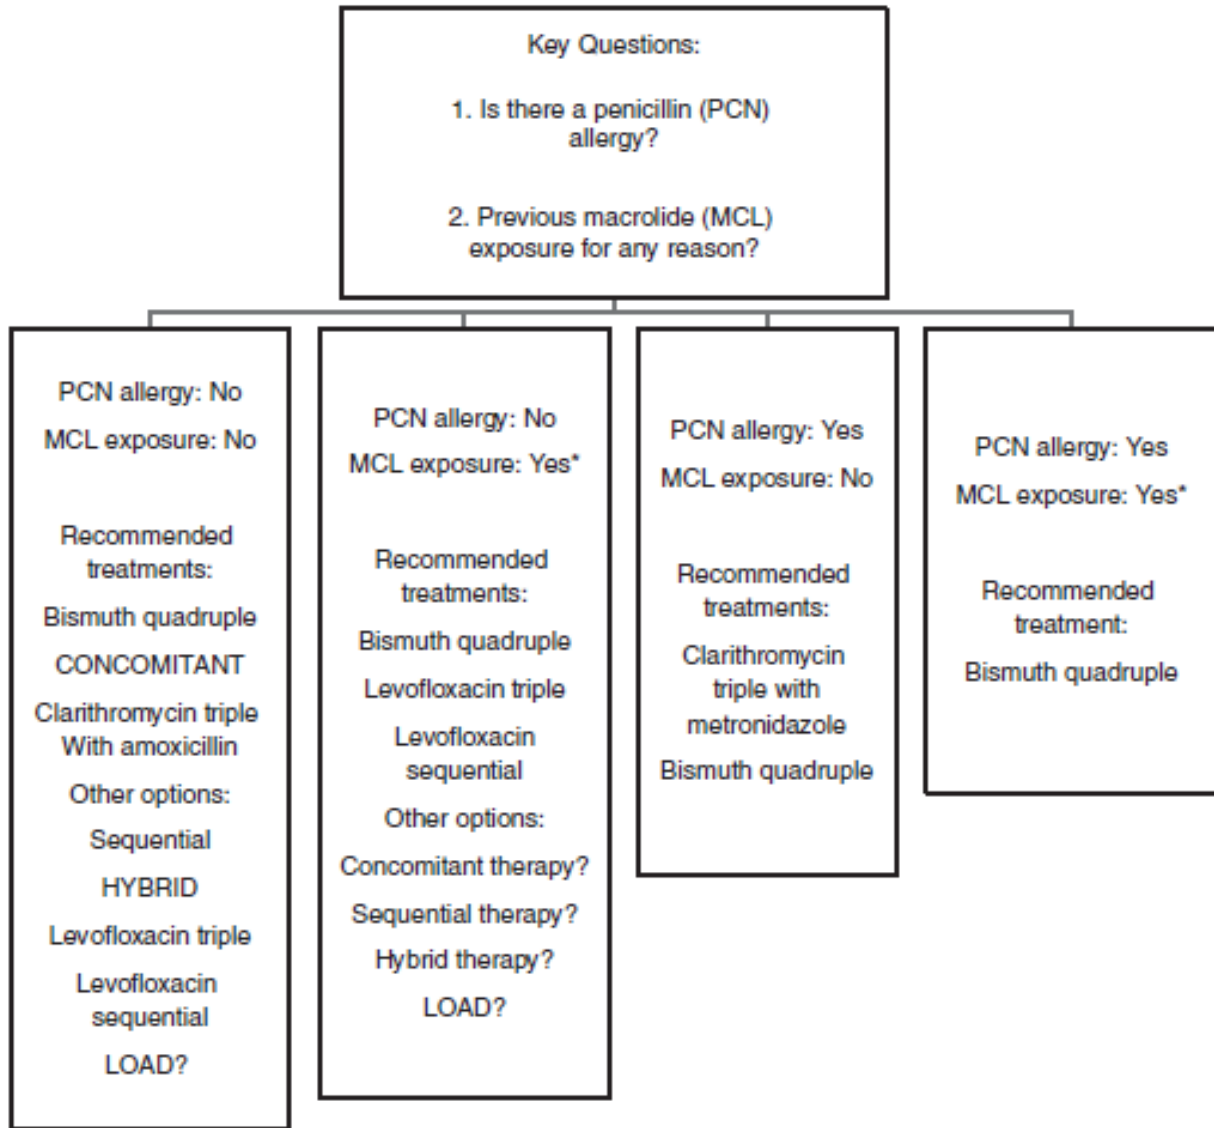 Key Questions:
1. Is there a penicillin (PCN)
allergy?
2. Previous macrolide (MCL)
exposure for any reason?
PCN allergy: No
MCL exposure: No
Recommended
treatments:
Bismuth quadruple
CONCOMITANT
Clarithromycin triple
With amoxicillin
Other options:
Sequential
HYBRID
Levofloxacin triple
Levofloxacin
sequential
LOAD?
PCN allergy: No
MCL exposure: Yes*
Recommended
treatments:
Bismuth quadruple
Levofloxacin triple
Levofloxacin
sequential
Other options:
Concomitant therapy?
Sequential therapy?
Hybrid therapy?
LOAD?
PCN allergy: Yes
MCL exposure: No
Recommended
treatments:
Clarithromycin
triple with
metronidazole
Bismuth quadruple
PCN allergy: Yes
MCL exposure: Yes*
Recommended
treatment:
Bismuth quadruple